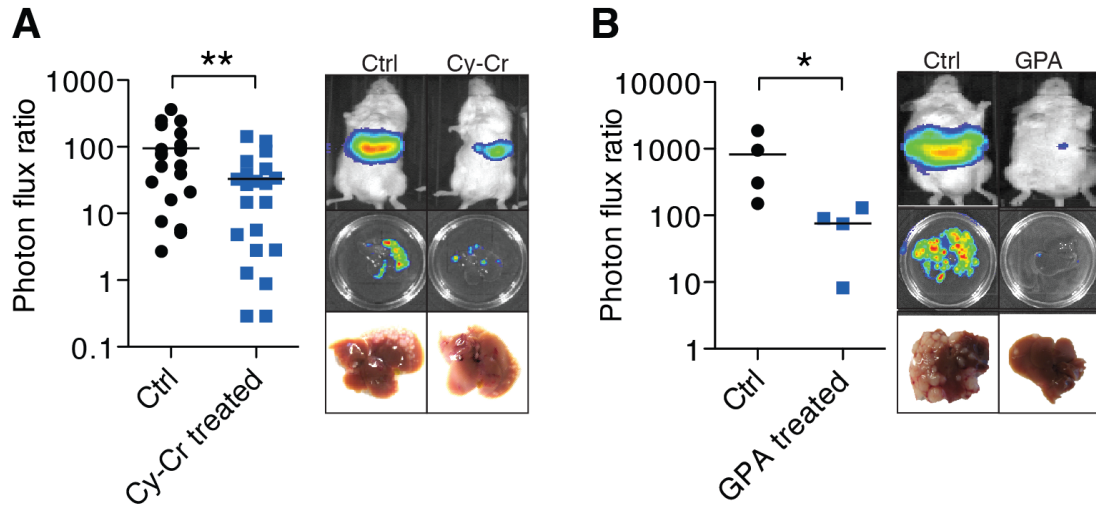 A
Photon flux ratio
1000
100
10
1
0.1
**
Ctrl
Cy-Cr treated
Ctrl Cy-Cr
B
Photon flux ratio
10000
1000
100
10
1
*
Ctrl
GPA treated
Ctrl GPA